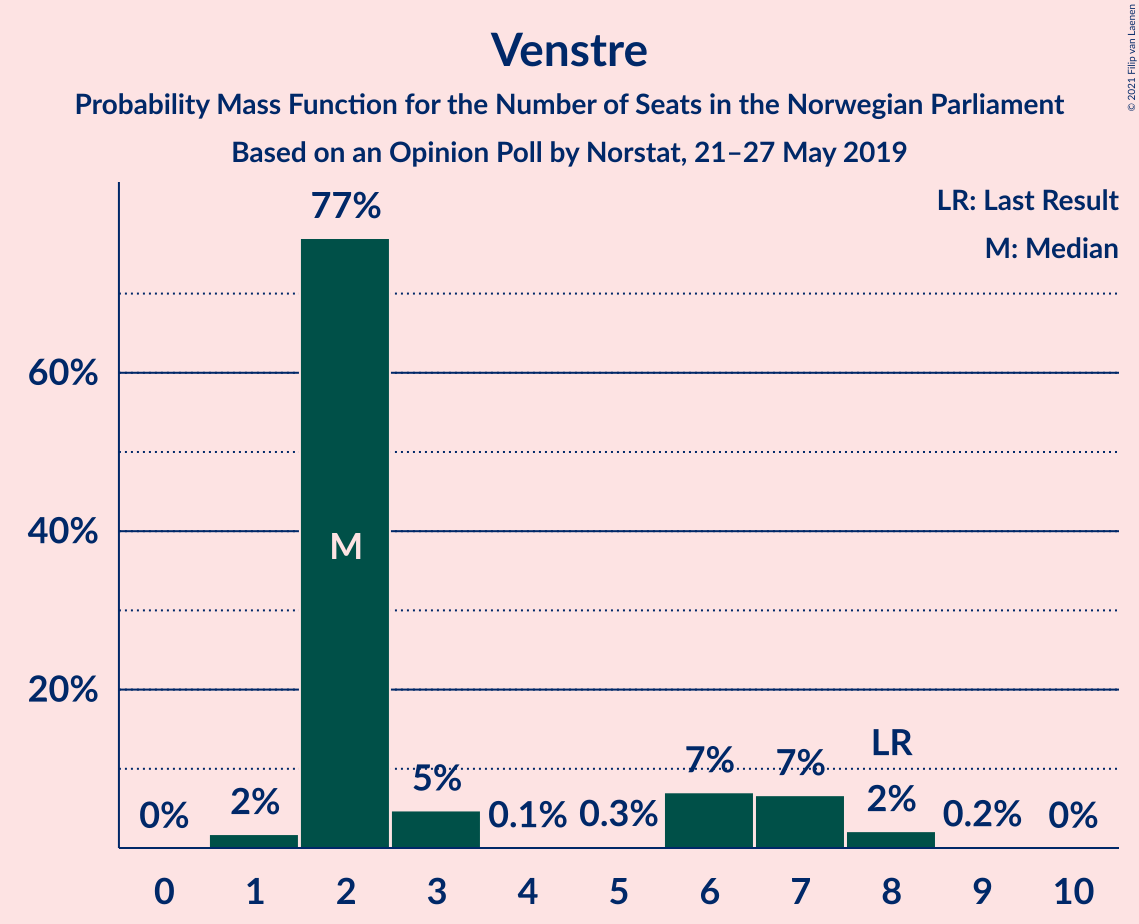 Venstre
Probability Mass Function for the Number of Seats in the Norwegian Parliament
Based on an Opinion Poll by Norstat, 21–27 May 2019
© 2021 Filip van Laenen
LR: Last Result
M: Median
77%
60%
40%
20%
M
LR
0%
2%
5%
0.1%
0.3%
7%
7%
2%
0.2%
0%
0 1 2 3 4 5 6 7 8 9 10